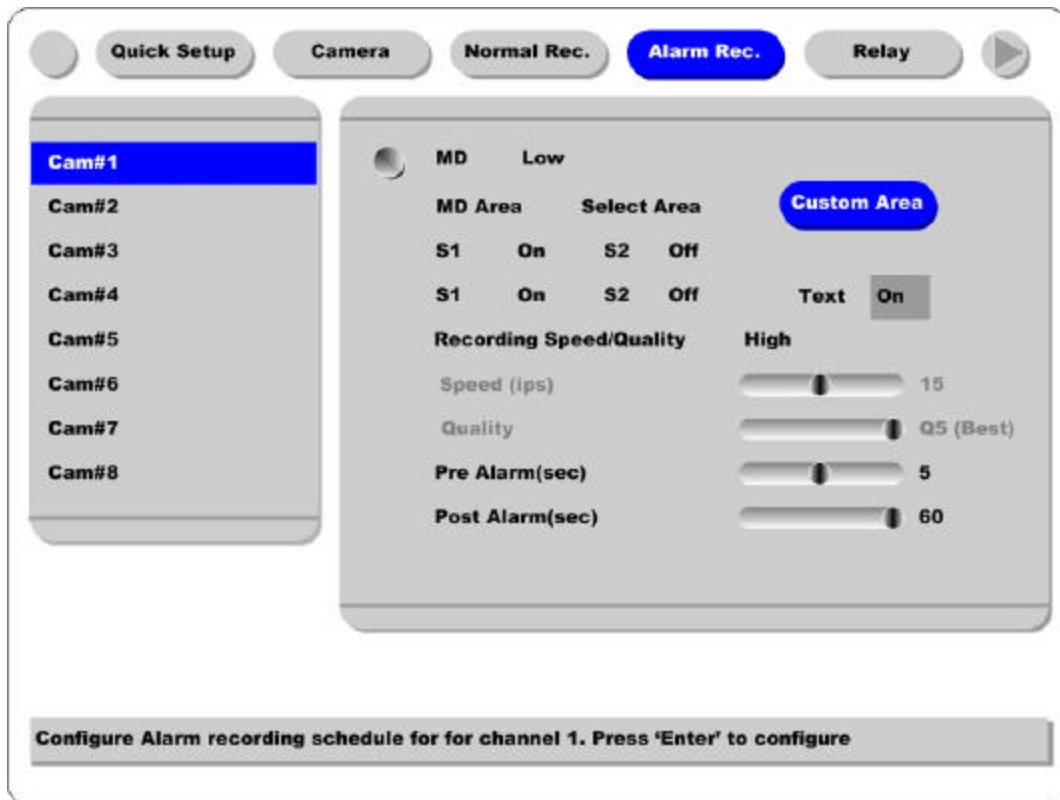 Quick Setup Camera Normal Rec. Alarm Rec. Relay
Cam#1
Cam#2
Cam#3
Cam#4
Cam#5
Cam#6
Cam#7
Cam#8
MD Low
MD Area Select Area Custom Area
S1 On S2 Off
S1 On S2 Off Text On
Recording Speed/Quality High
Speed (ips) 15
Quality Q5 (Best)
Pre Alarm(sec) 5
Post Alarm(sec) 60
Configure Alarm recording schedule for for channel 1. Press ‘Enter’ to configure